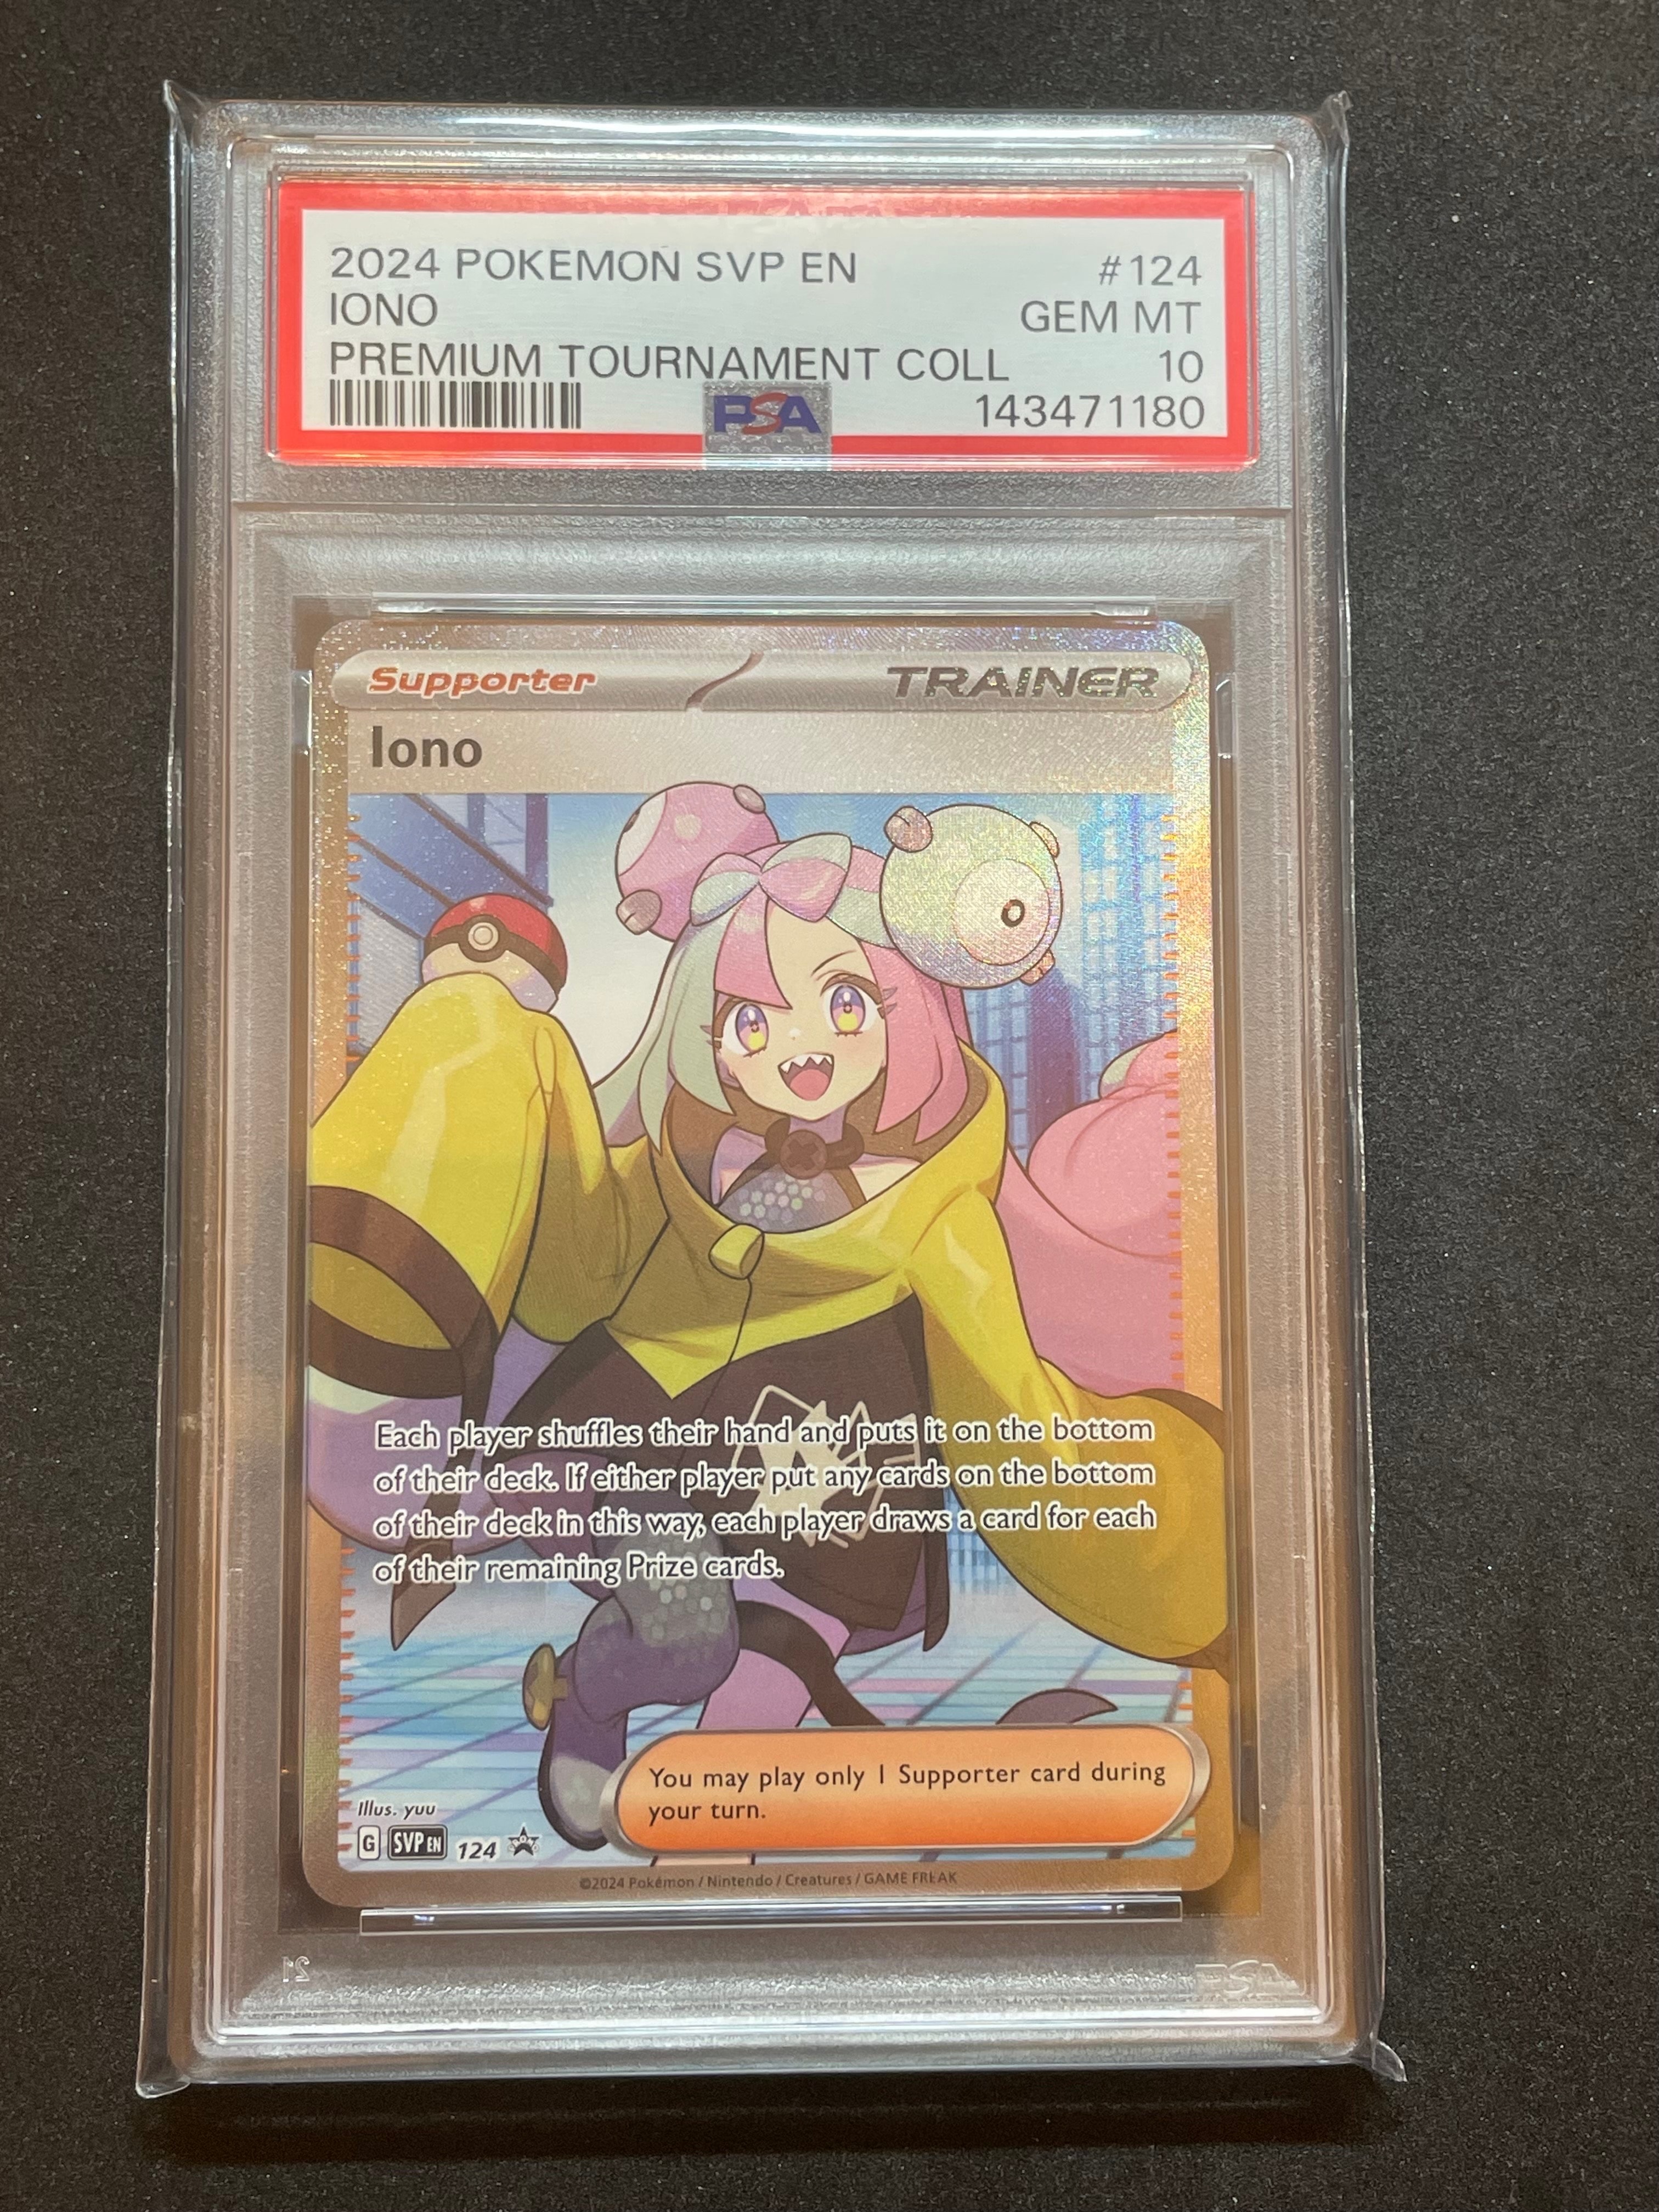 2024 POKEMON SVP EN #124
IONO GEM MT
PREMIUM TOURNAMENT COLL 10
PSA 143471180
Supporter TRAINER
Iono
Each player shuffles their hand and puts it on the bottom
of their deck. If either player put any cards on the bottom
of their deck in this way, each player draws a card for each
of their remaining Prize cards.
You may play only 1 Supporter card during
your turn.
Illus. yuu
G SVP EN 124
©2024 Pokémon / Nintendo / Creatures / GAME FREAK
21 PSA